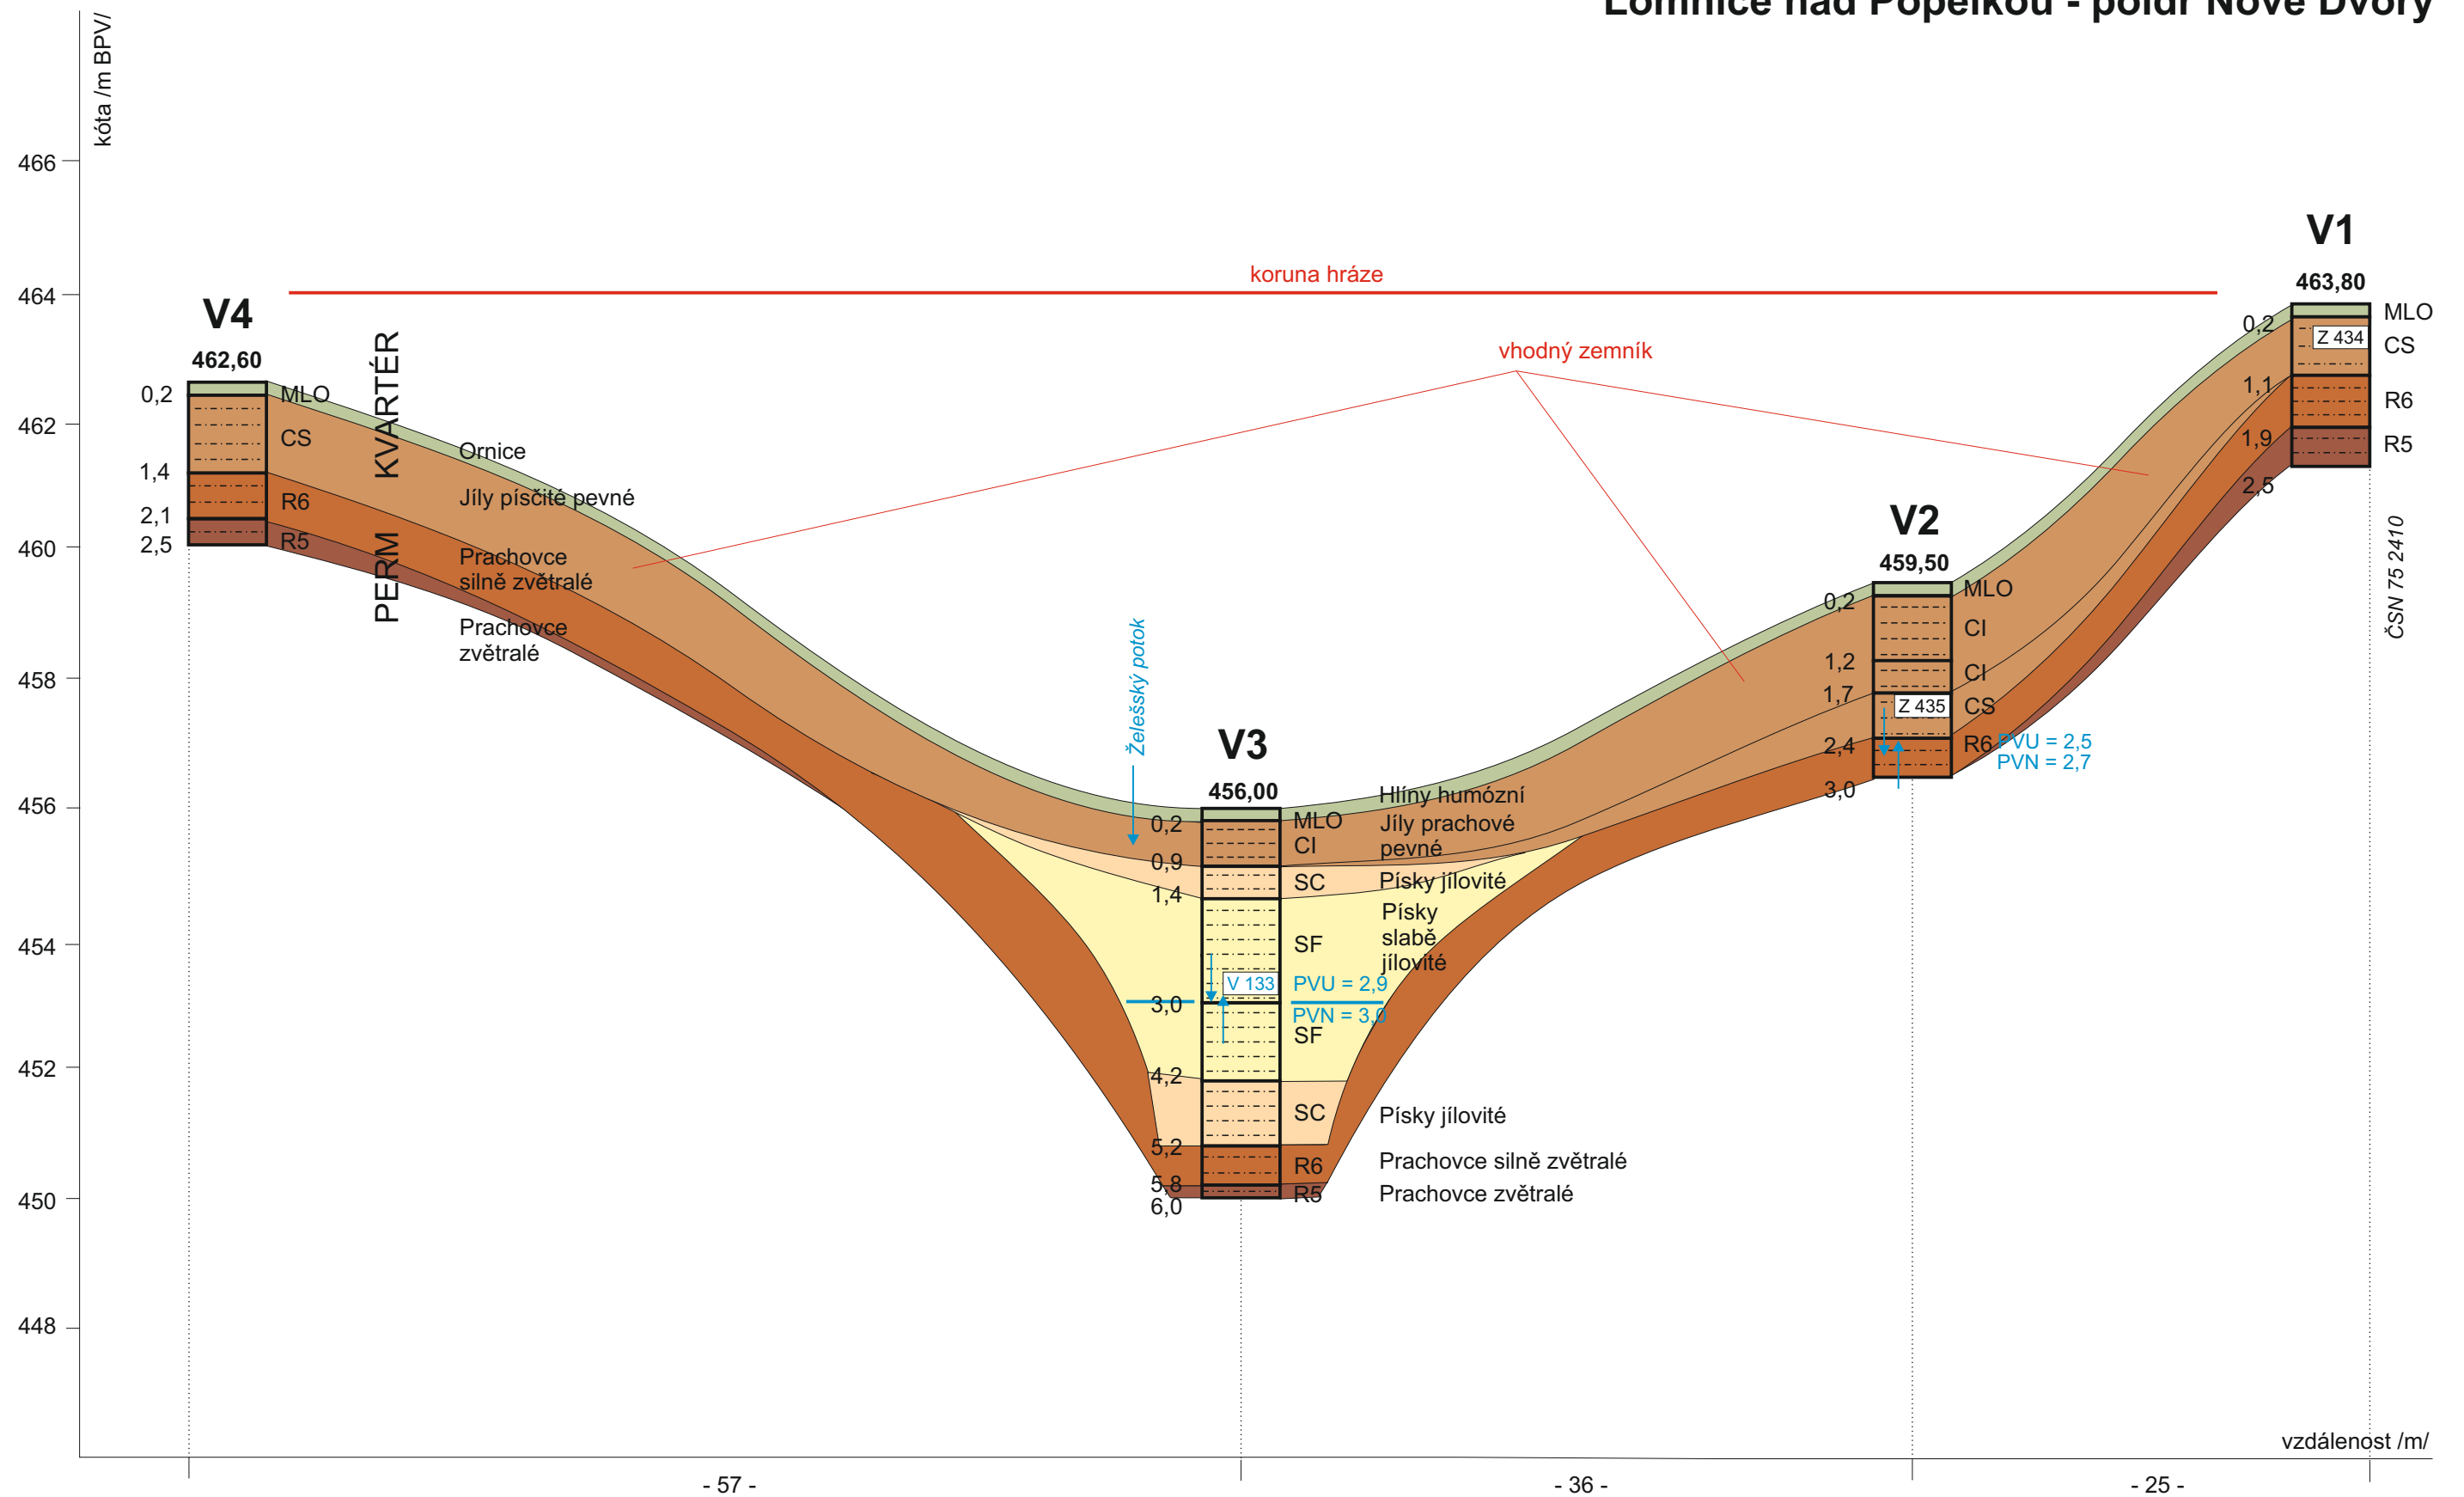 Lomnice nad Popelkou - poldr Nové Dvory
kóta /m BPV/
466
464
462
460
458
456
454
452
450
448
koruna hráze
vhodný zemník
V4
462,60
0,2
1,4
2,1
2,5
MLO
CS
R6
R5
KVARTÉR
PERM
Ornice
Jíly písčité pevné
Prachovce
silně zvětralé
Prachovce
zvětralé
Želešský potok
V3
456,00
0,2
0,9
1,4
3,0
4,2
5,2
5,8
6,0
MLO
CI
SC
SF
V 133
PVU = 2,9
PVN = 3,0
SF
SC
R6
R5
Hlíny humózní
Jíly prachové
pevné
Písky jílovité
Písky
slabě
jílovité
Písky jílovité
Prachovce silně zvětralé
Prachovce zvětralé
V2
459,50
0,2
1,2
1,7
2,4
3,0
MLO
CI
CI
Z 435
CS
R6
PVU = 2,5
PVN = 2,7
V1
463,80
0,2
1,1
1,9
2,5
MLO
Z 434
CS
R6
R5
ČSN 75 2410
vzdálenost /m/
- 57 -
- 36 -
- 25 -